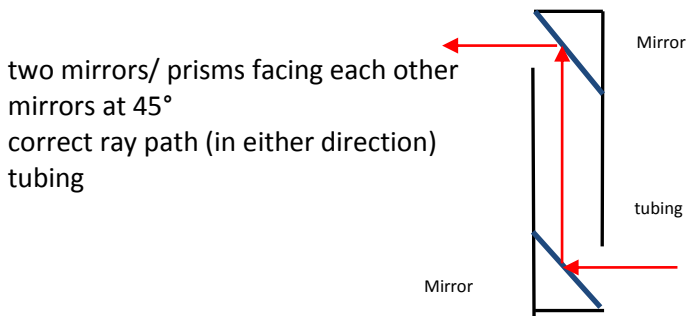 Mirror
two mirrors/ prisms facing each other
mirrors at 45°
correct ray path (in either direction)
tubing
tubing
Mirror